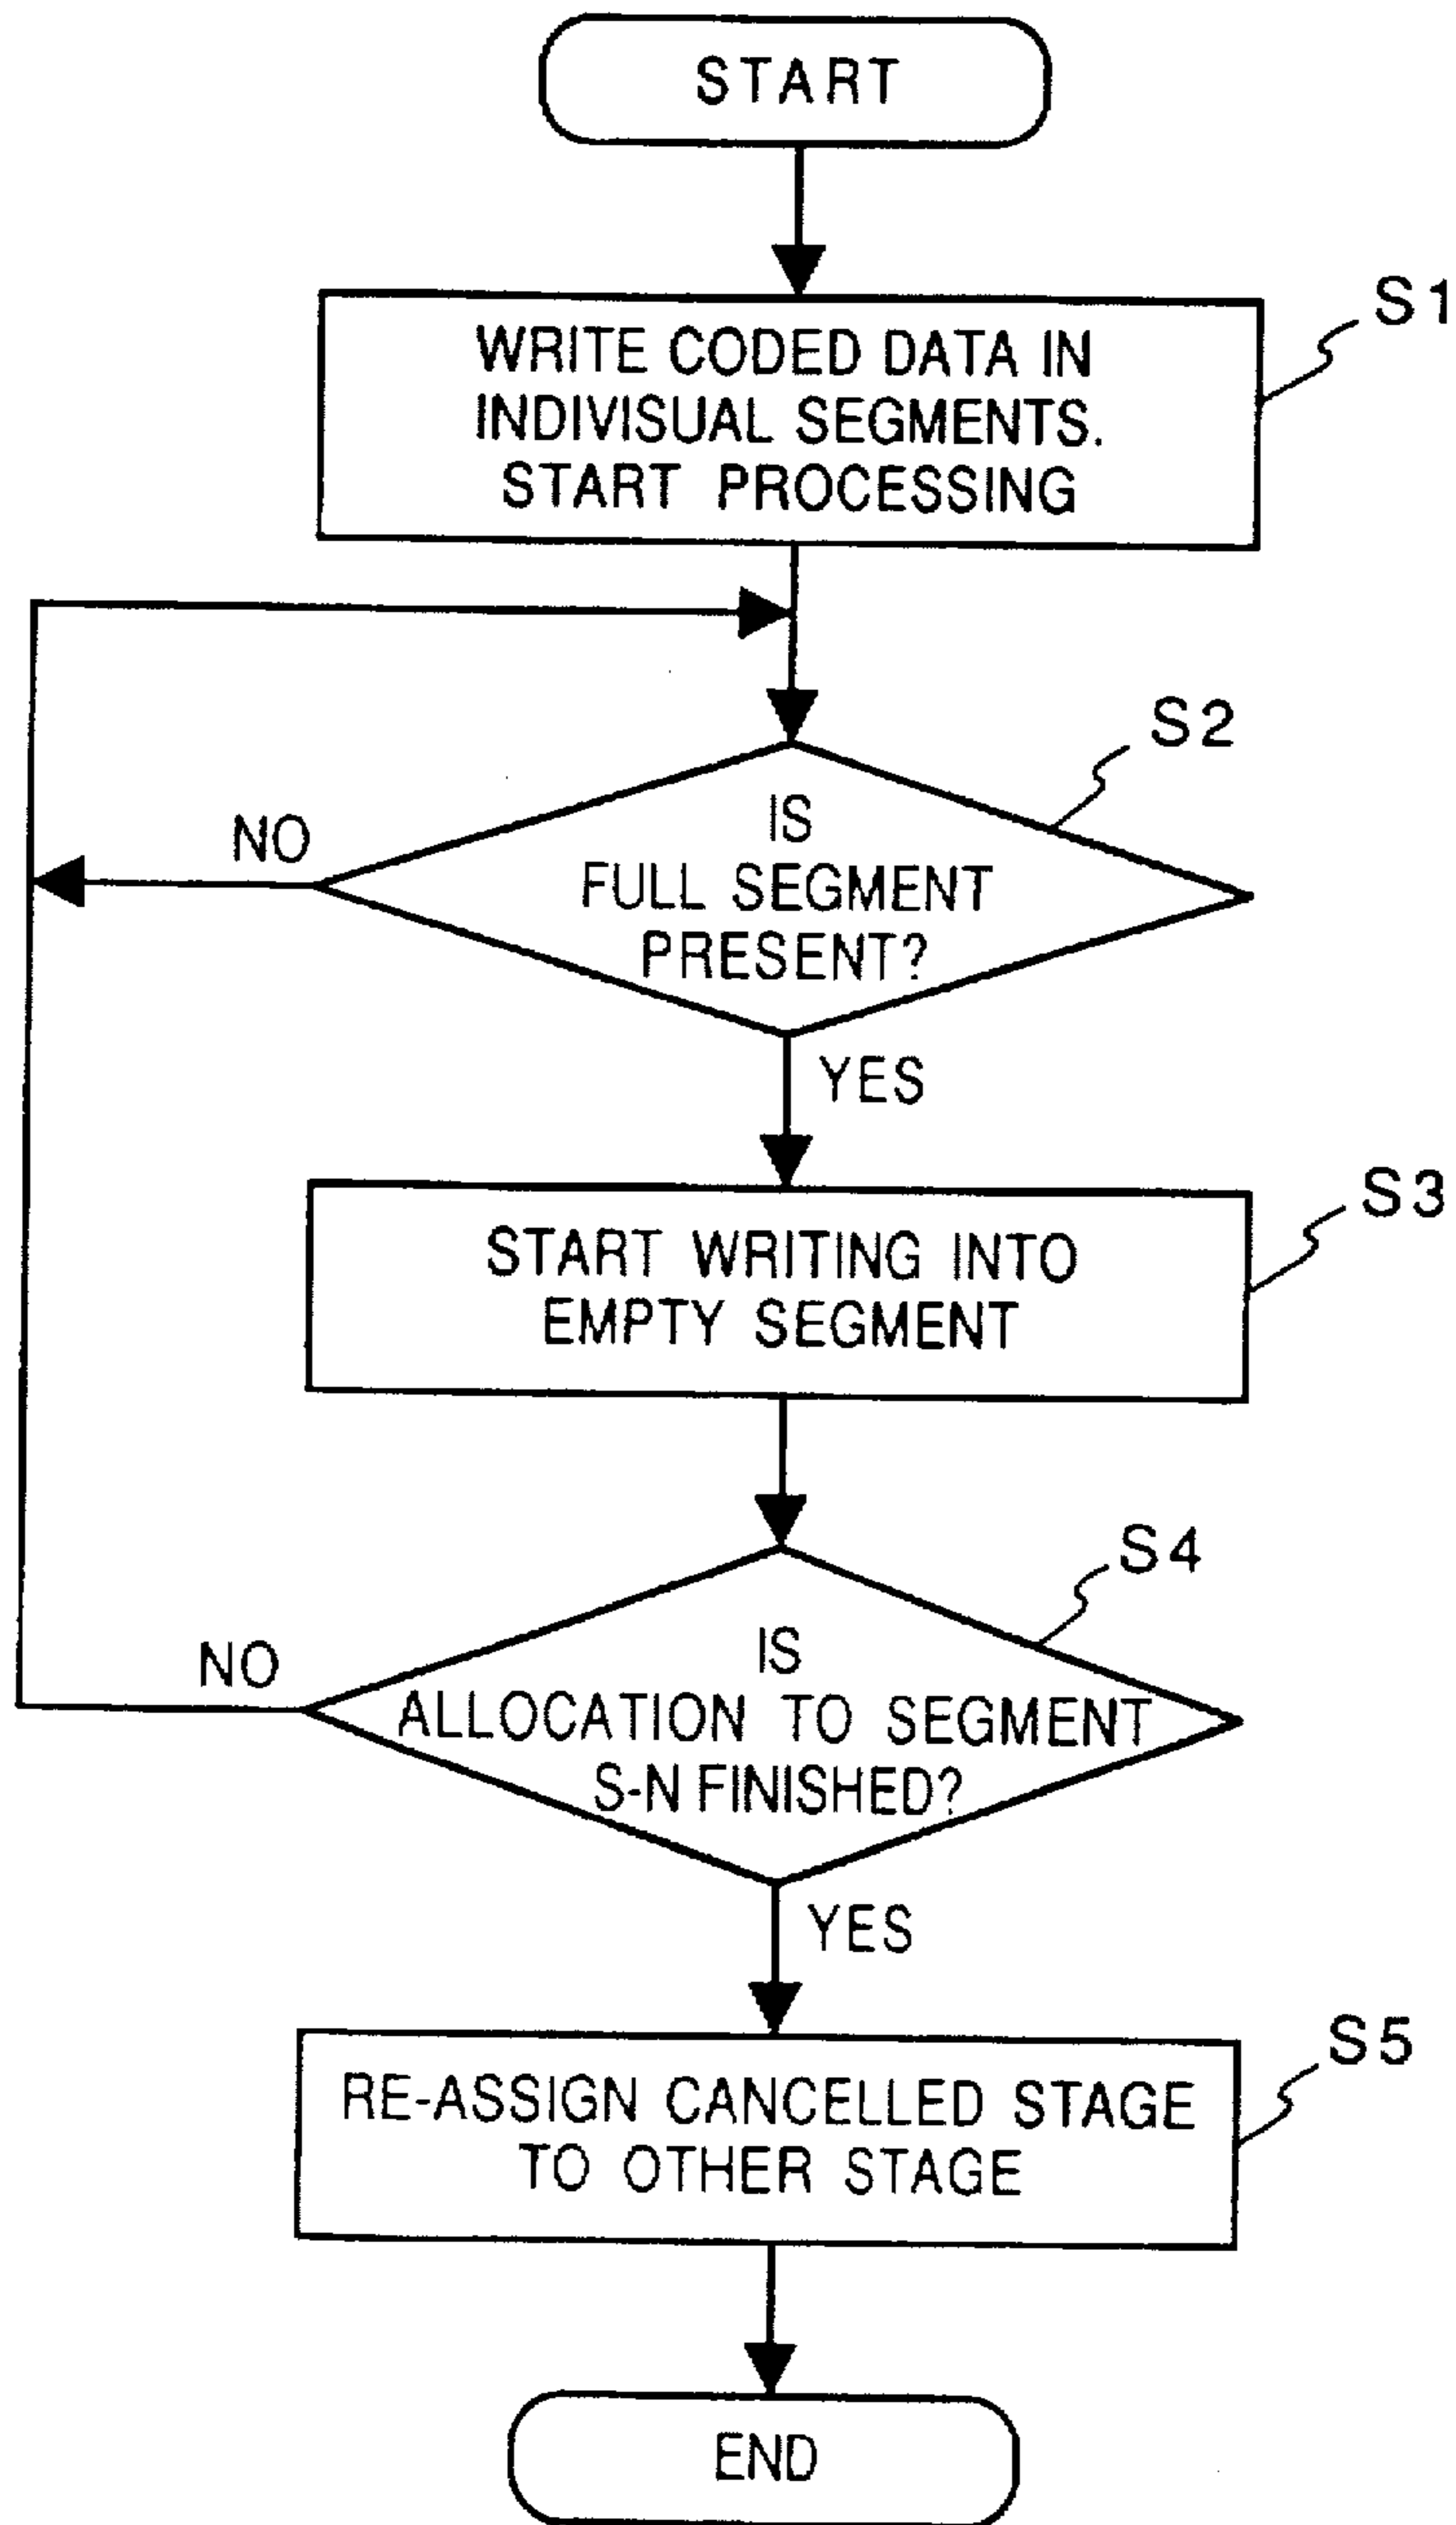 START
S1
WRITE CODED DATA IN
INDIVISUAL SEGMENTS.
START PROCESSING
S2
IS
FULL SEGMENT
PRESENT?
NO
YES
S3
START WRITING INTO
EMPTY SEGMENT
S4
IS
ALLOCATION TO SEGMENT
S-N FINISHED?
NO
YES
S5
RE-ASSIGN CANCELLED STAGE
TO OTHER STAGE
END